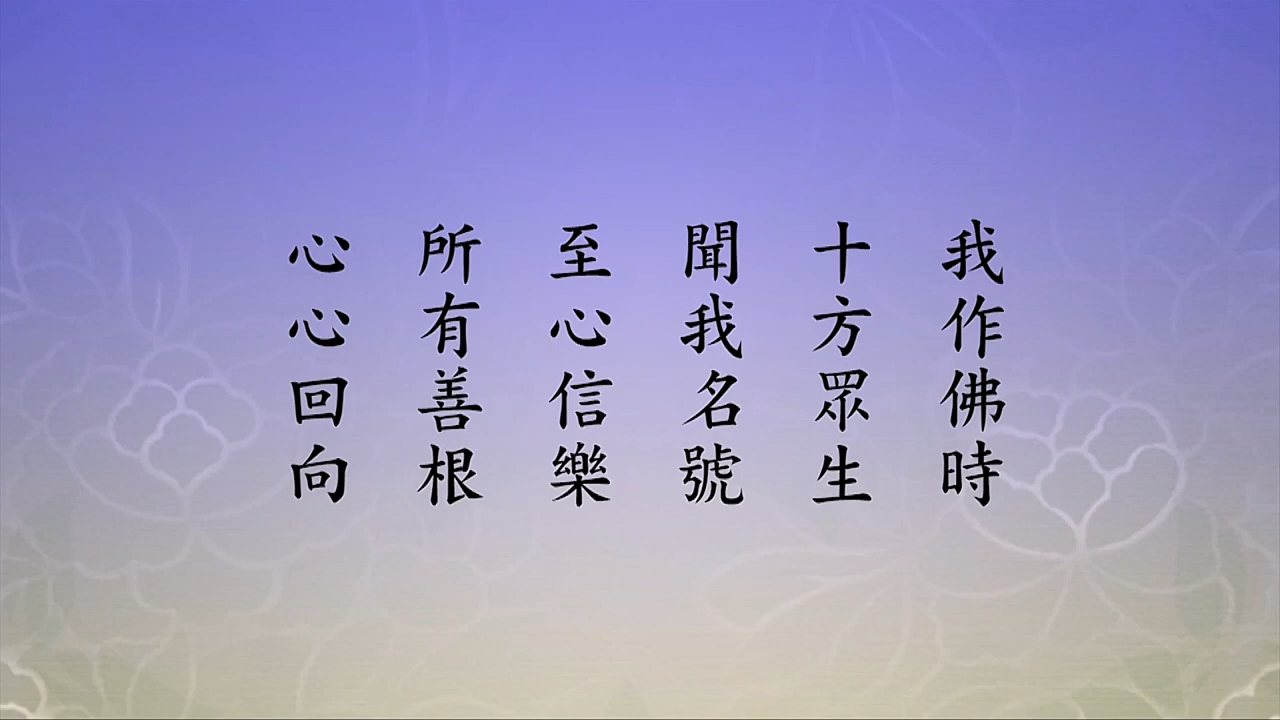 我作佛時
十方眾生
聞我名號
至心信樂
所有善根
心心回向